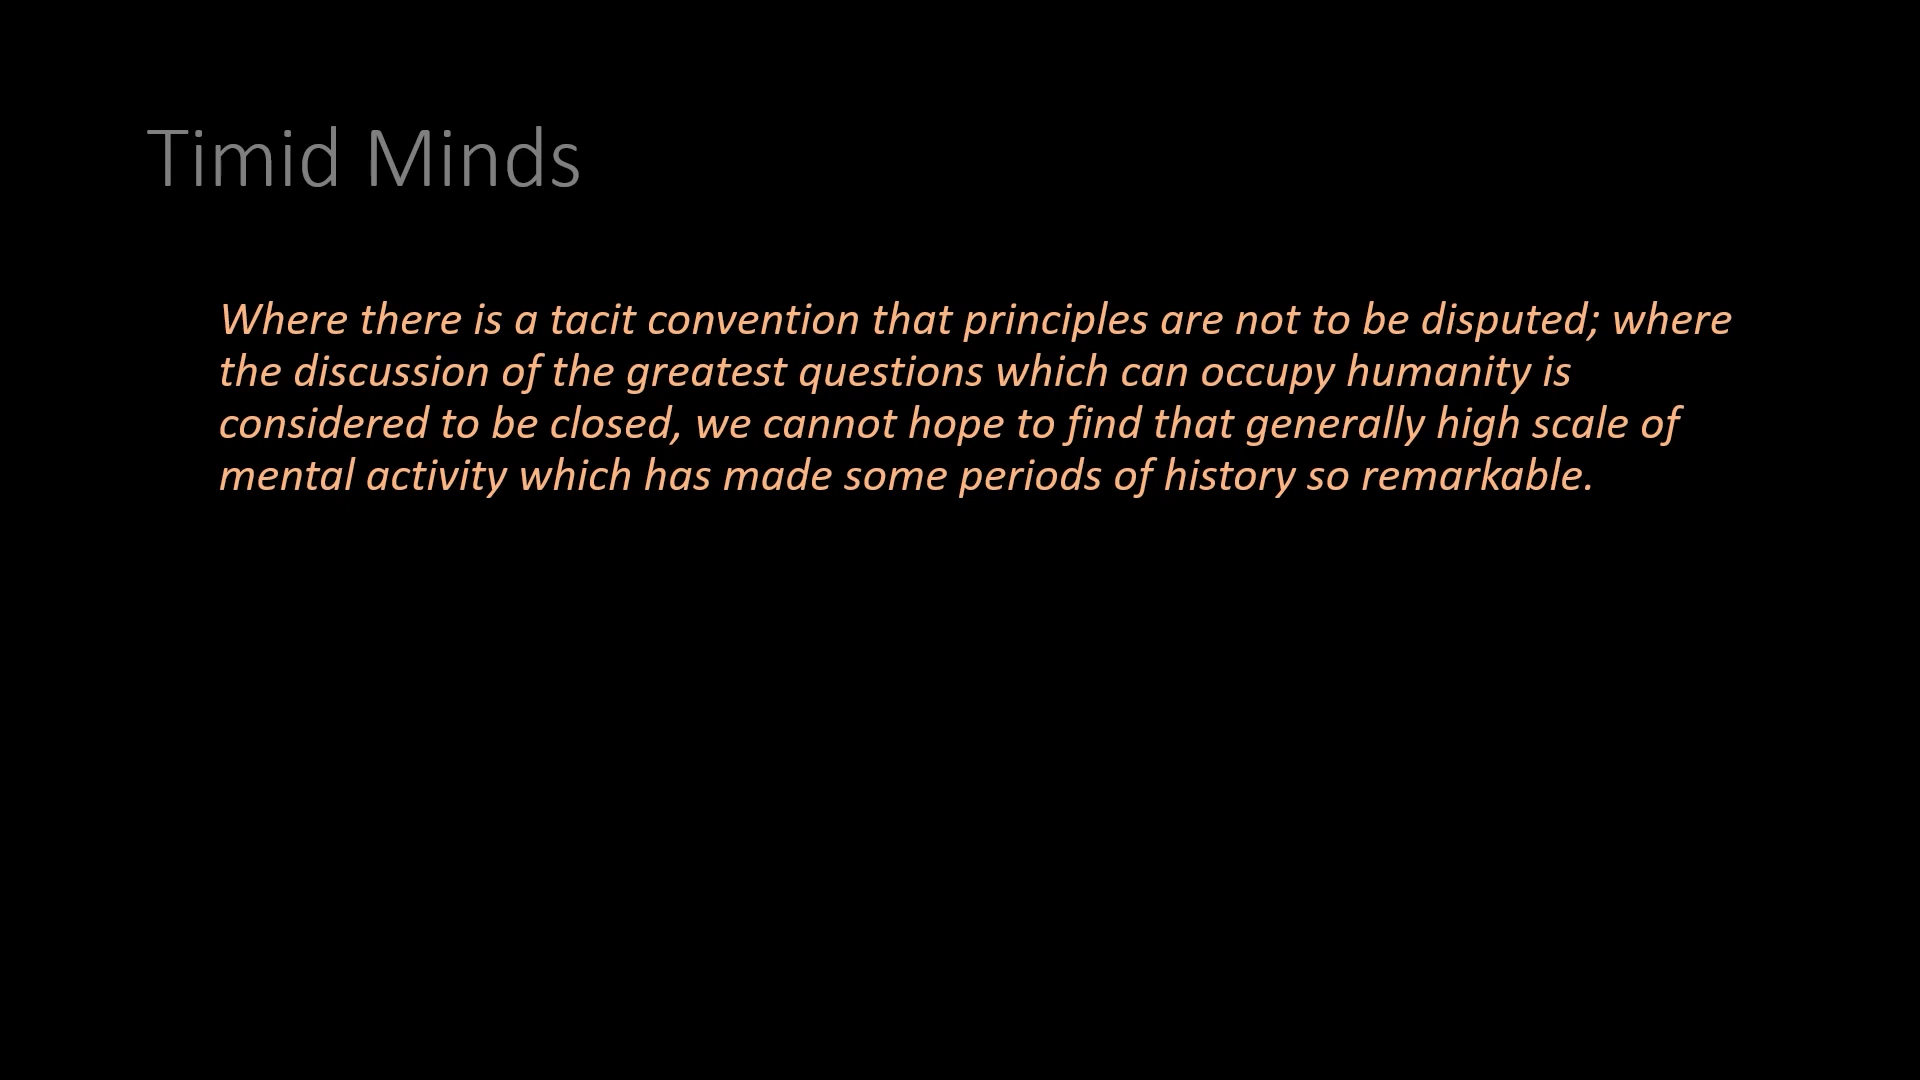 Timid Minds
Where there is a tacit convention that principles are not to be disputed; where
the discussion of the greatest questions which can occupy humanity is
considered to be closed, we cannot hope to find that generally high scale of
mental activity which has made some periods of history so remarkable.